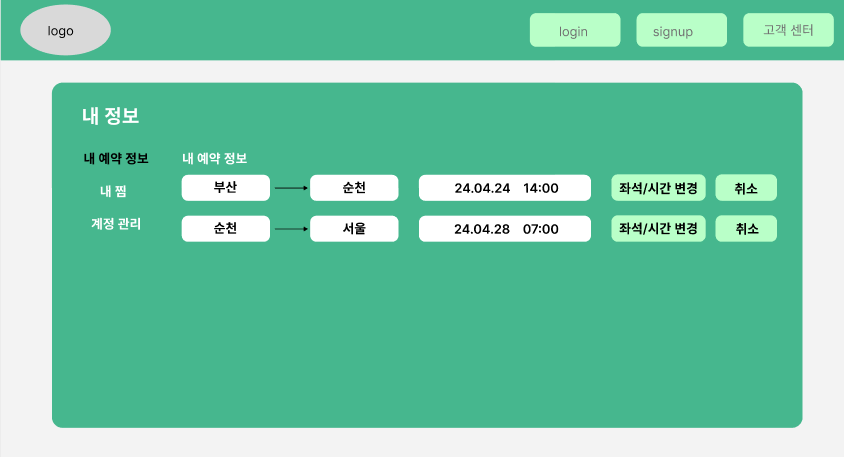 logo
login
signup
고객 센터
내 정보
내 예약 정보
내 찜
계정 관리
내 예약 정보
부산 순천 24.04.24 14:00 좌석/시간 변경 취소
순천 서울 24.04.28 07:00 좌석/시간 변경 취소